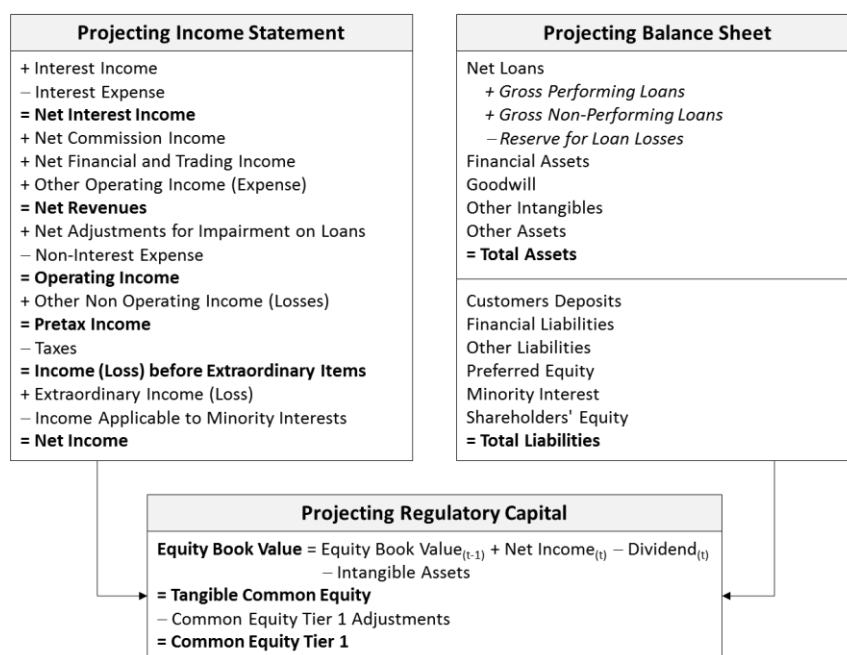 Projecting Income Statement
+ Interest Income
– Interest Expense
= Net Interest Income
+ Net Commission Income
+ Net Financial and Trading Income
+ Other Operating Income (Expense)
= Net Revenues
+ Net Adjustments for Impairment on Loans
– Non-Interest Expense
= Operating Income
+ Other Non Operating Income (Losses)
= Pretax Income
– Taxes
= Income (Loss) before Extraordinary Items
+ Extraordinary Income (Loss)
– Income Applicable to Minority Interests
= Net Income
Projecting Balance Sheet
Net Loans
+ Gross Performing Loans
+ Gross Non-Performing Loans
– Reserve for Loan Losses
Financial Assets
Goodwill
Other Intangibles
Other Assets
= Total Assets
Customers Deposits
Financial Liabilities
Other Liabilities
Preferred Equity
Minority Interest
Shareholders' Equity
= Total Liabilities
Projecting Regulatory Capital
Equity Book Value = Equity Book Value(t-1) + Net Income(t) – Dividend(t)
– Intangible Assets
= Tangible Common Equity
– Common Equity Tier 1 Adjustments
= Common Equity Tier 1